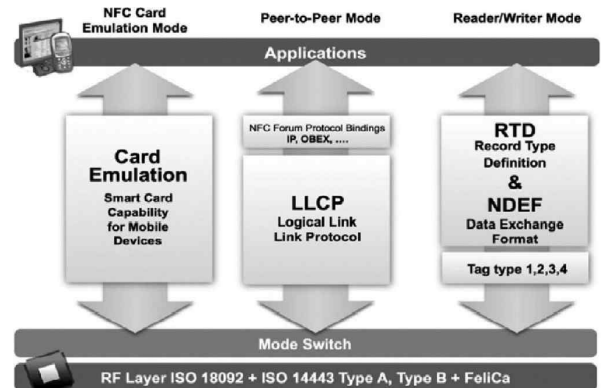 NFC Card
Emulation Mode
Peer-to-Peer Mode
Reader/Writer Mode
Applications
Card
Emulation
Smart Card
Capability
for Mobile
Devices
NFC Forum Protocol Bindings
IP, OBEX, ....
LLCP
Logical Link
Link Protocol
RTD
Record Type
Definition
&
NDEF
Data Exchange
Format
Tag type 1,2,3,4
Mode Switch
RF Layer ISO 18092 + ISO 14443 Type A, Type B + FeliCa